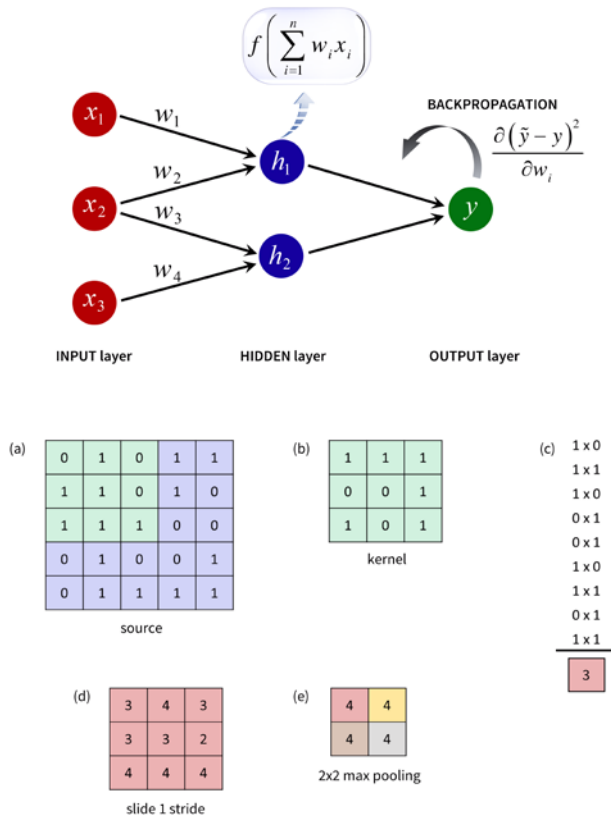 f(∑_{i=1}^{n} w_i x_i)
BACKPROPAGATION
∂(ỹ − y)²
∂w_i
x₁
w₁
h₁
w₂
x₂
w₃
y
h₂
w₄
x₃
INPUT layer HIDDEN layer OUTPUT layer
(a)
0 1 0 1 1
1 1 0 1 0
1 1 1 0 0
0 1 0 0 1
0 1 1 1 1
source
(b)
1 1 1
0 0 1
1 0 1
kernel
(c)
1 x 0
1 x 1
1 x 0
0 x 1
0 x 1
1 x 0
1 x 1
0 x 1
1 x 1
3
(d)
3 4 3
3 3 2
4 4 4
slide 1 stride
(e)
4 4
4 4
2x2 max pooling